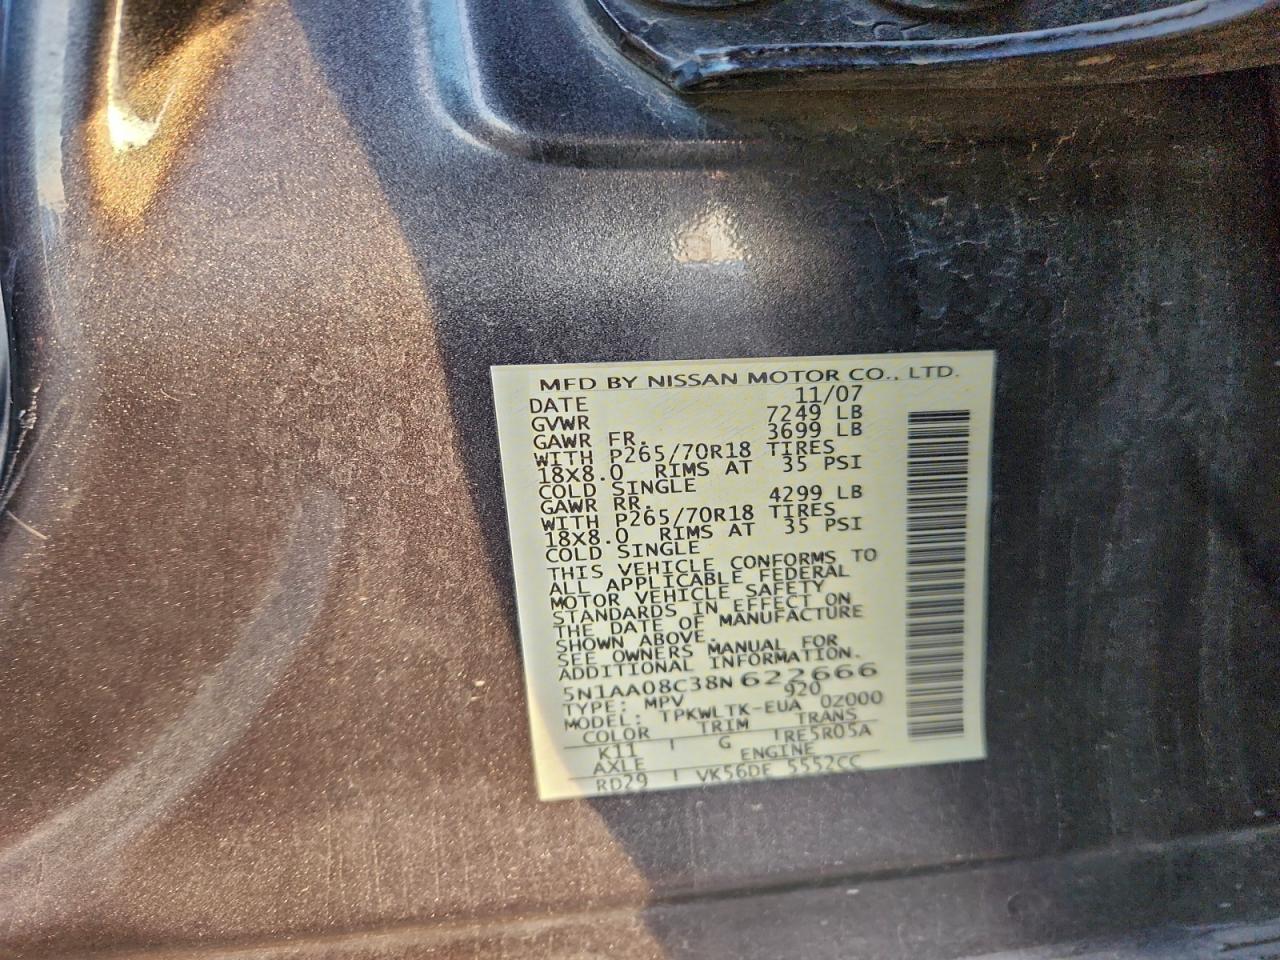 MFD BY NISSAN MOTOR CO., LTD.
DATE 11/07
GVWR 7249 LB
GAWR FR. 3699 LB
WITH P265/70R18 TIRES
18X8.0 RIMS AT 35 PSI
COLD SINGLE
GAWR RR. 4299 LB
WITH P265/70R18 TIRES
18X8.0 RIMS AT 35 PSI
COLD SINGLE
THIS VEHICLE CONFORMS TO
ALL APPLICABLE FEDERAL
MOTOR VEHICLE SAFETY
STANDARDS IN EFFECT ON
THE DATE OF MANUFACTURE
SHOWN ABOVE.
SEE OWNERS MANUAL FOR
ADDITIONAL INFORMATION.
5N1AA08C38N622666
TYPE: MPV 920
MODEL: TPKWLTK-EUA 0Z000
COLOR TRIM TRANS
K11 G RE5R05A
AXLE ENGINE
RD29 VK56DE 5552CC